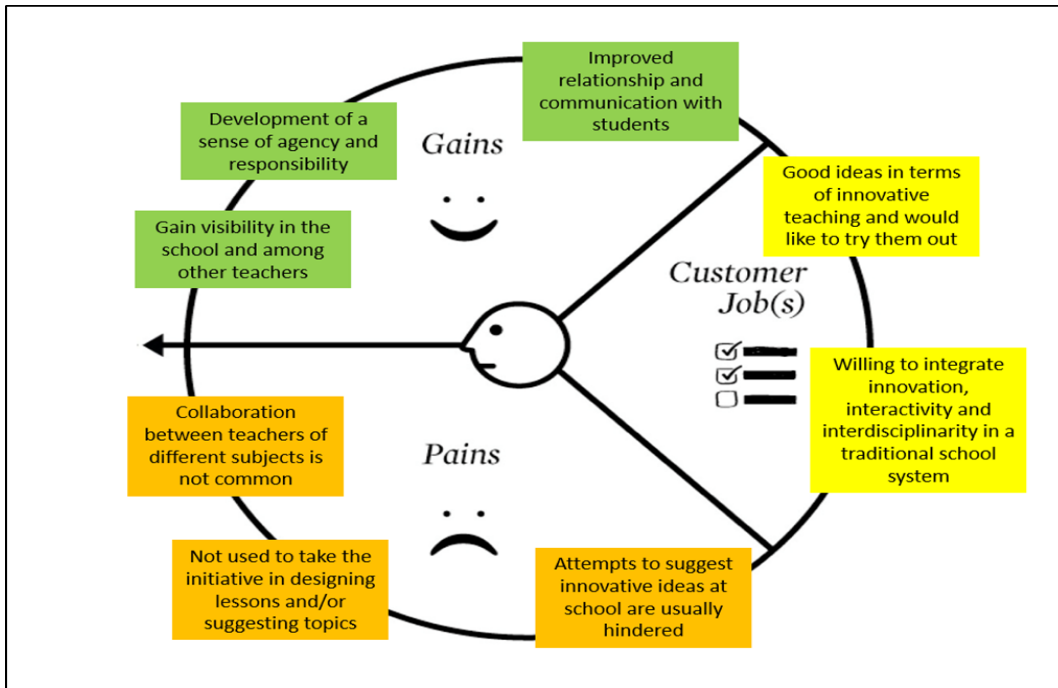 Improved
relationship and
communication with
students
Development of a
sense of agency and
responsibility
Gains
Gain visibility in the
school and among
other teachers
Good ideas in terms
of innovative
teaching and would
like to try them out
Customer
Job(s)
Willing to integrate
innovation,
interactivity and
interdisciplinarity in a
traditional school
system
Collaboration
between teachers of
different subjects is
not common
Pains
Not used to take the
initiative in designing
lessons and/or
suggesting topics
Attempts to suggest
innovative ideas at
school are usually
hindered